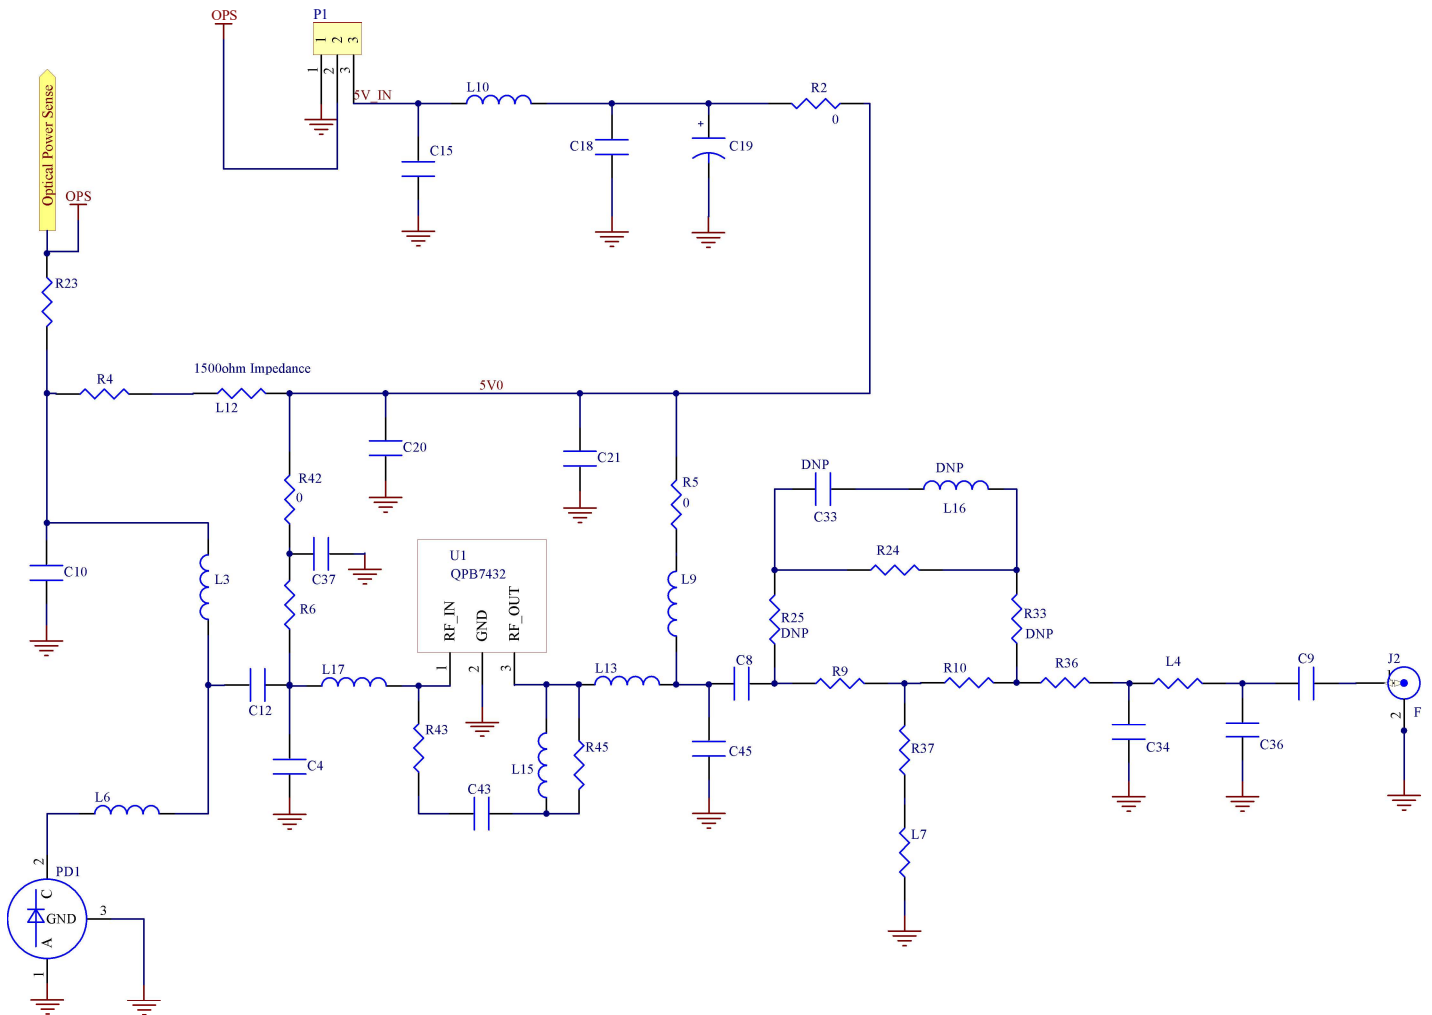 OPS
P1
1
2
3
1
2
3
5V_IN
L10
R2
0
C15
C18
+
C19
Optical Power Sense
OPS
R23
1500ohm Impedance
R4
L12
5V0
C20
C21
R42
0
R5
0
DNP
C33
DNP
L16
R24
C10
L3
C37
R6
U1
QPB7432
RF_IN
GND
RF_OUT
1
2
3
L9
R25
DNP
R33
DNP
C12
L17
L13
C8
R9
R10
R36
L4
C9
J2
1
2
F
C4
R43
L15
R45
C43
C45
R37
C34
C36
L6
L7
PD1
2
C
GND
A
3
1